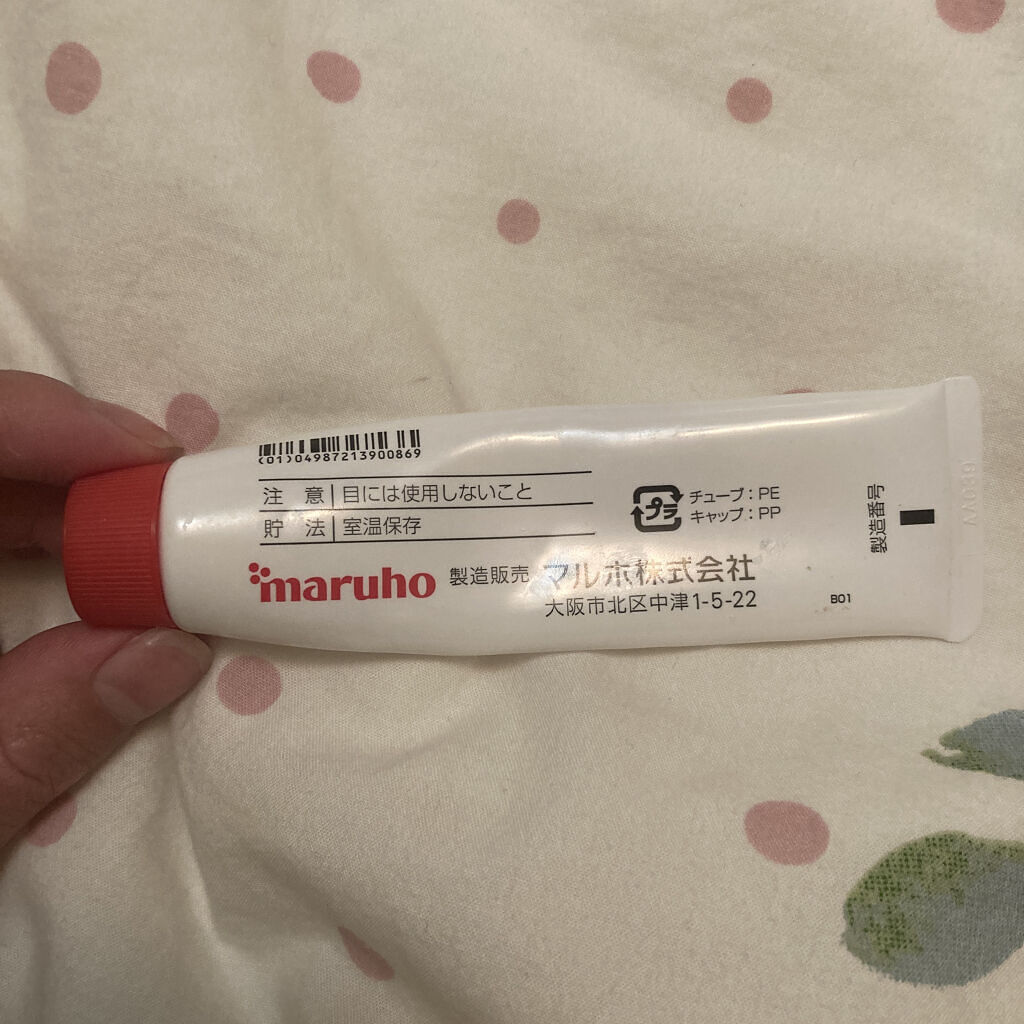 (01)04987213900869
注 意 目には使用しないこと
貯 法 室温保存
プラ
チューブ：PE
キャップ：PP
maruho 製造販売 マルホ株式会社
大阪市北区中津1-5-22
製造番号
B01